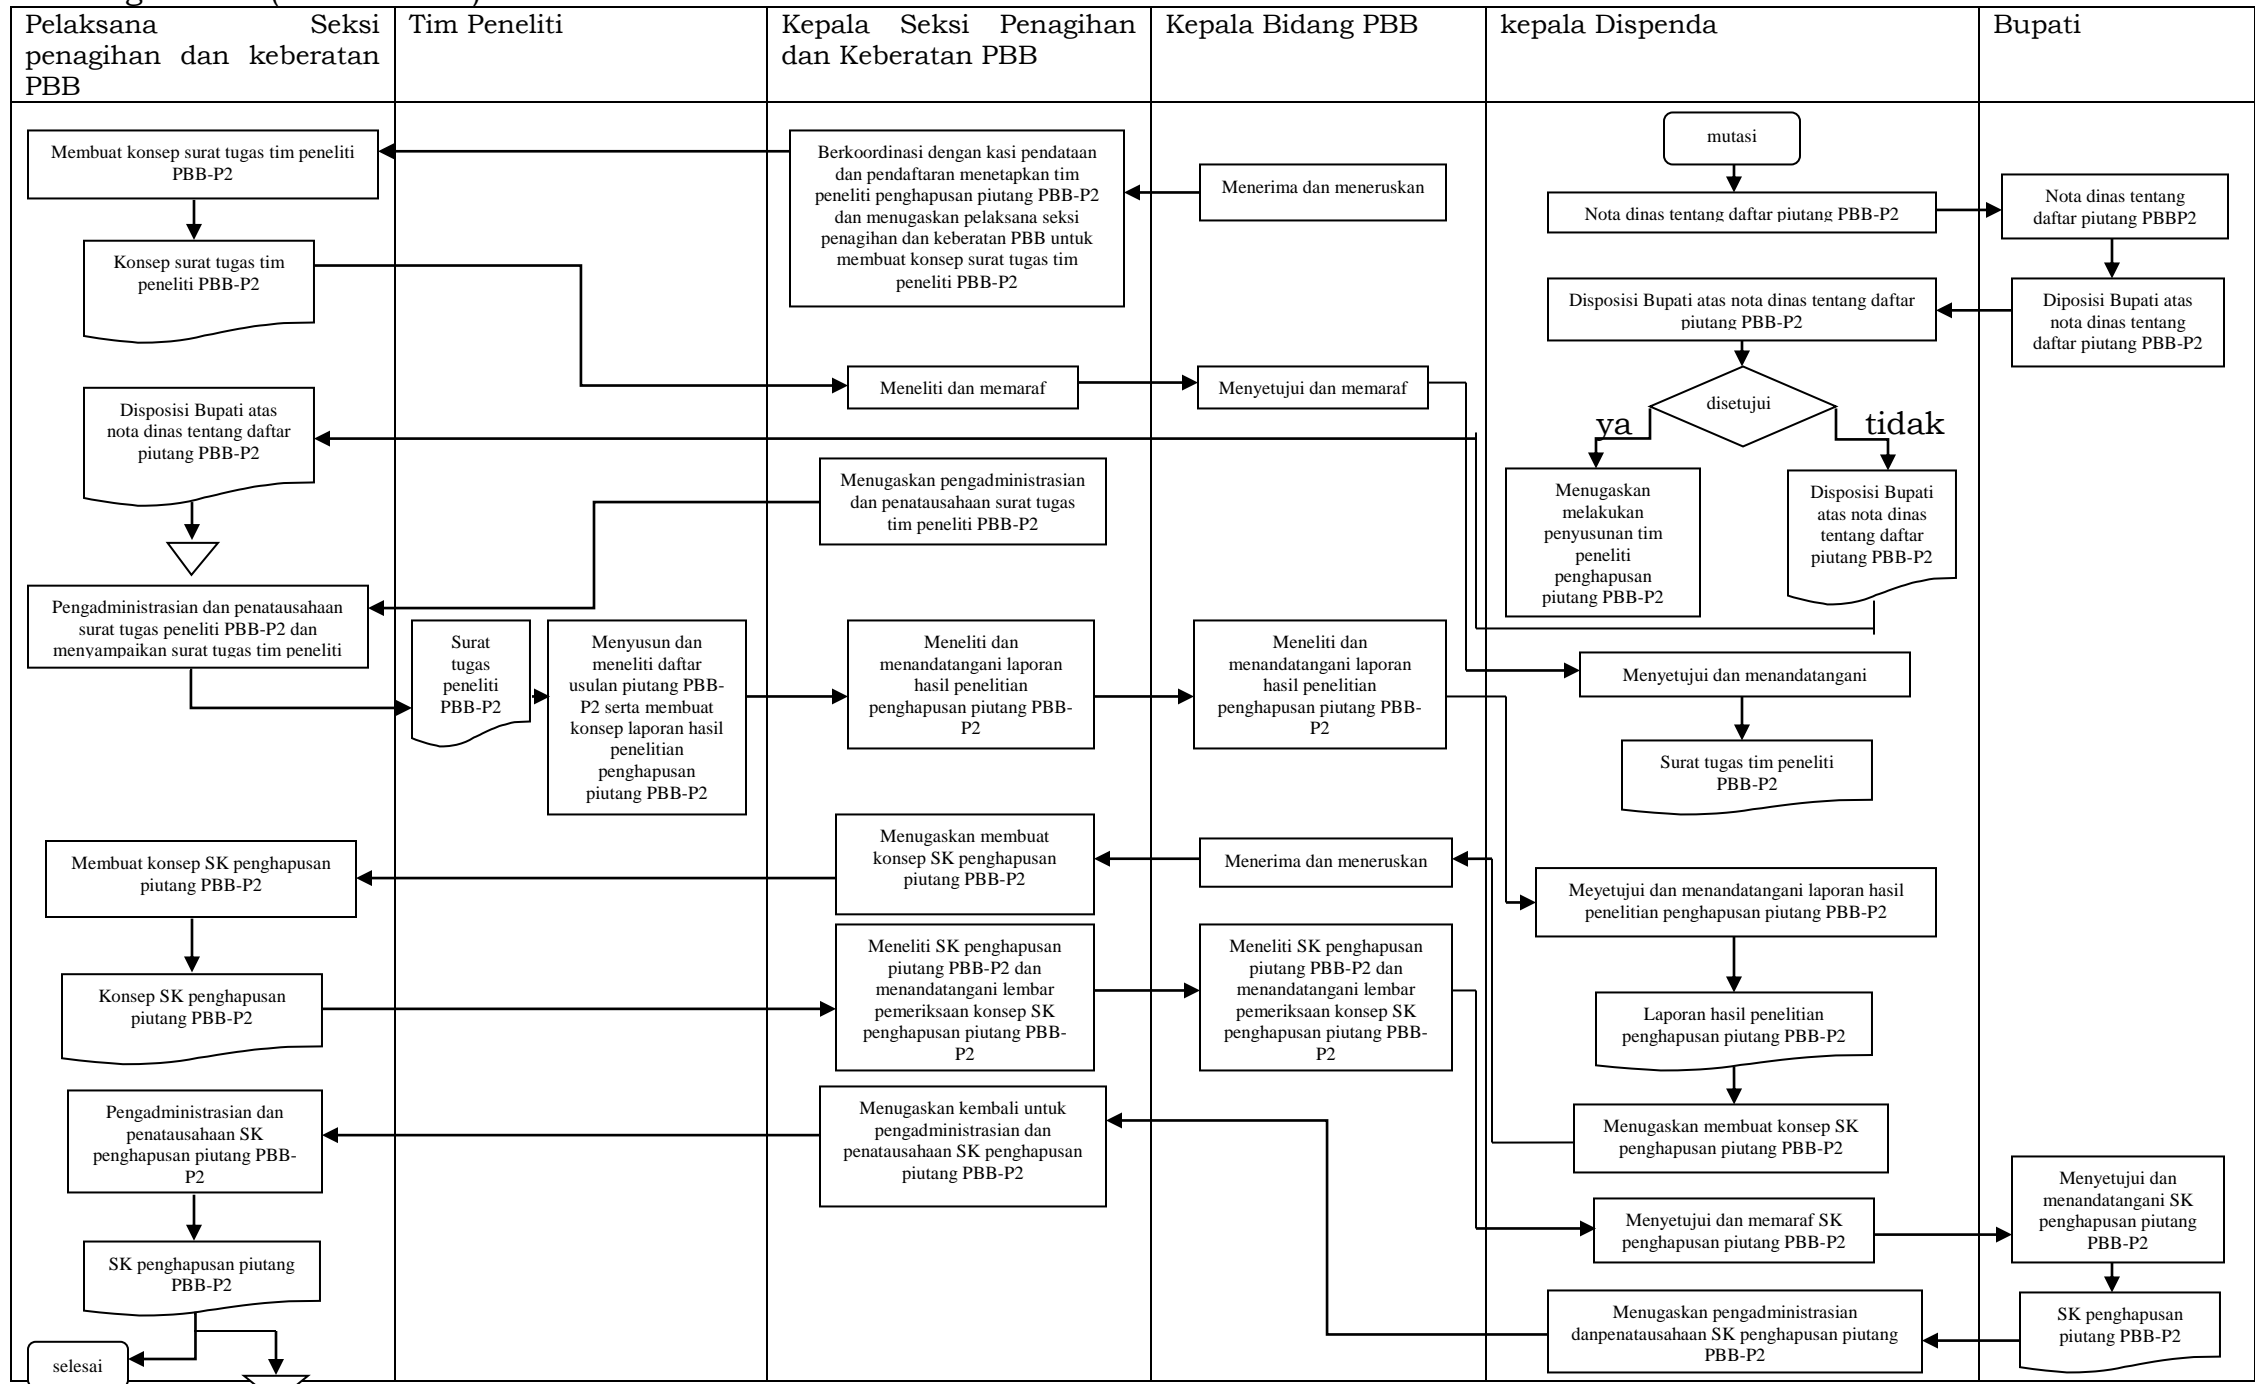 Pelaksana Seksi
penagihan dan keberatan
PBB
Tim Peneliti
Kepala Seksi Penagihan
dan Keberatan PBB
Kepala Bidang PBB
kepala Dispenda
Bupati
Membuat konsep surat tugas tim peneliti
PBB-P2
Berkoordinasi dengan kasi pendataan
dan pendaftaran menetapkan tim
peneliti penghapusan piutang PBB-P2
dan menugaskan pelaksana seksi
penagihan dan keberatan PBB untuk
membuat konsep surat tugas tim
peneliti PBB-P2
Menerima dan meneruskan
mutasi
Nota dinas tentang daftar piutang PBB-P2
Nota dinas tentang
daftar piutang PBBP2
Konsep surat tugas tim
peneliti PBB-P2
Disposisi Bupati atas nota dinas tentang daftar
piutang PBB-P2
Diposisi Bupati atas
nota dinas tentang
daftar piutang PBB-P2
Meneliti dan memaraf
Menyetujui dan memaraf
disetujui
ya
tidak
Disposisi Bupati atas
nota dinas tentang daftar
piutang PBB-P2
Menugaskan pengadministrasian
dan penatausahaan surat tugas
tim peneliti PBB-P2
Menugaskan
melakukan
penyusunan tim
peneliti
penghapusan
piutang PBB-P2
Disposisi Bupati
atas nota dinas
tentang daftar
piutang PBB-P2
Pengadministrasian dan penatausahaan
surat tugas peneliti PBB-P2 dan
menyampaikan surat tugas tim peneliti
Surat
tugas
peneliti
PBB-P2
Menyusun dan
meneliti daftar
usulan piutang PBB-
P2 serta membuat
konsep laporan hasil
penelitian
penghapusan
piutang PBB-P2
Meneliti dan
menandatangani laporan
hasil penelitian
penghapusan piutang PBB-
P2
Meneliti dan
menandatangani laporan
hasil penelitian
penghapusan piutang PBB-
P2
Menyetujui dan menandatangani
Surat tugas tim peneliti
PBB-P2
Membuat konsep SK penghapusan
piutang PBB-P2
Menugaskan membuat
konsep SK penghapusan
piutang PBB-P2
Menerima dan meneruskan
Meyetujui dan menandatangani laporan hasil
penelitian penghapusan piutang PBB-P2
Konsep SK penghapusan
piutang PBB-P2
Meneliti SK penghapusan
piutang PBB-P2 dan
menandatangani lembar
pemeriksaan konsep SK
penghapusan piutang PBB-
P2
Meneliti SK penghapusan
piutang PBB-P2 dan
menandatangani lembar
pemeriksaan konsep SK
penghapusan piutang PBB-
P2
Laporan hasil penelitian
penghapusan piutang PBB-P2
Pengadministrasian dan
penatausahaan SK
penghapusan piutang PBB-
P2
Menugaskan kembali untuk
pengadministrasian dan
penatausahaan SK penghapusan
piutang PBB-P2
Menugaskan membuat konsep SK
penghapusan piutang PBB-P2
Menyetujui dan
menandatangani SK
penghapusan piutang
PBB-P2
Menyetujui dan memaraf SK
penghapusan piutang PBB-P2
SK penghapusan piutang
PBB-P2
Menugaskan pengadministrasian
danpenatausahaan SK penghapusan piutang
PBB-P2
SK penghapusan
piutang PBB-P2
selesai